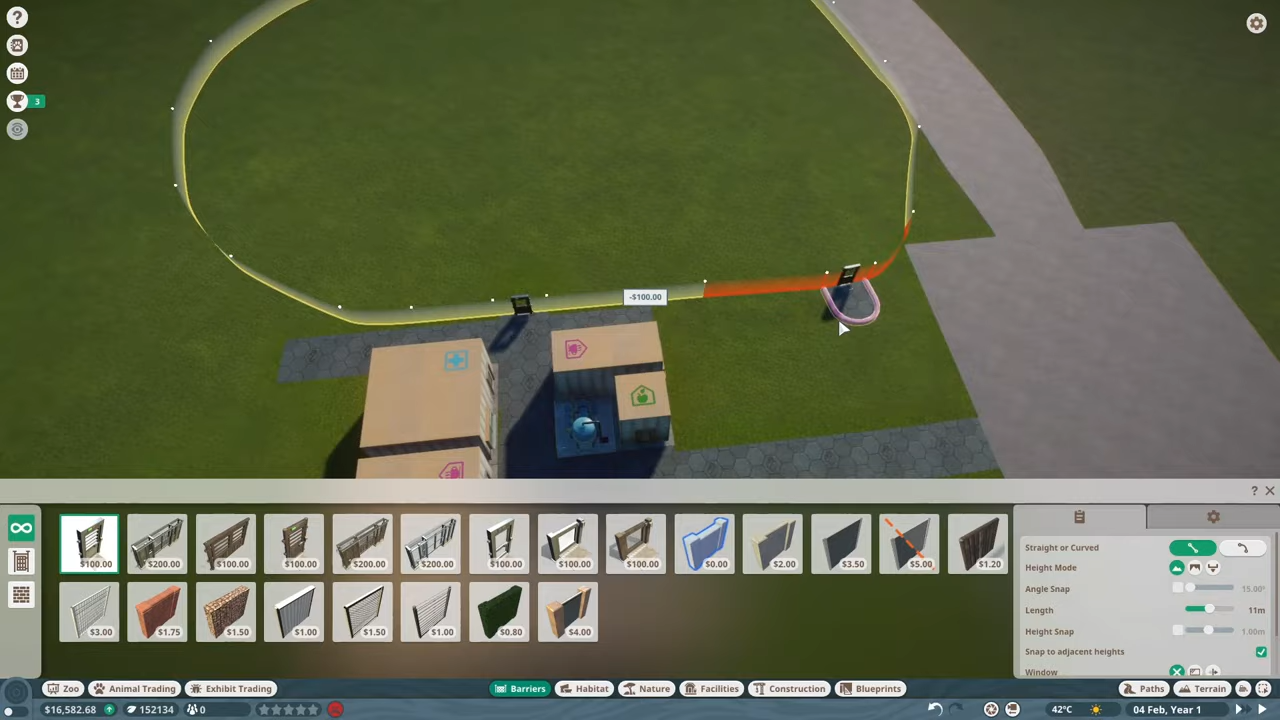 ?
3
-$100.00
?
$100.00
$200.00
$100.00
$100.00
$200.00
$200.00
$100.00
$100.00
$100.00
$0.00
$2.00
$3.50
$5.00
$1.20
$3.00
$1.75
$1.50
$1.00
$1.50
$1.00
$0.80
$4.00
Straight or Curved
Height Mode
Angle Snap
15.00°
Length
11m
Height Snap
1.00m
Snap to adjacent heights
Window
Zoo
Animal Trading
Exhibit Trading
Barriers
Habitat
Nature
Facilities
Construction
Blueprints
Paths
Terrain
$16,582.68
152134
0
42°C
04 Feb, Year 1